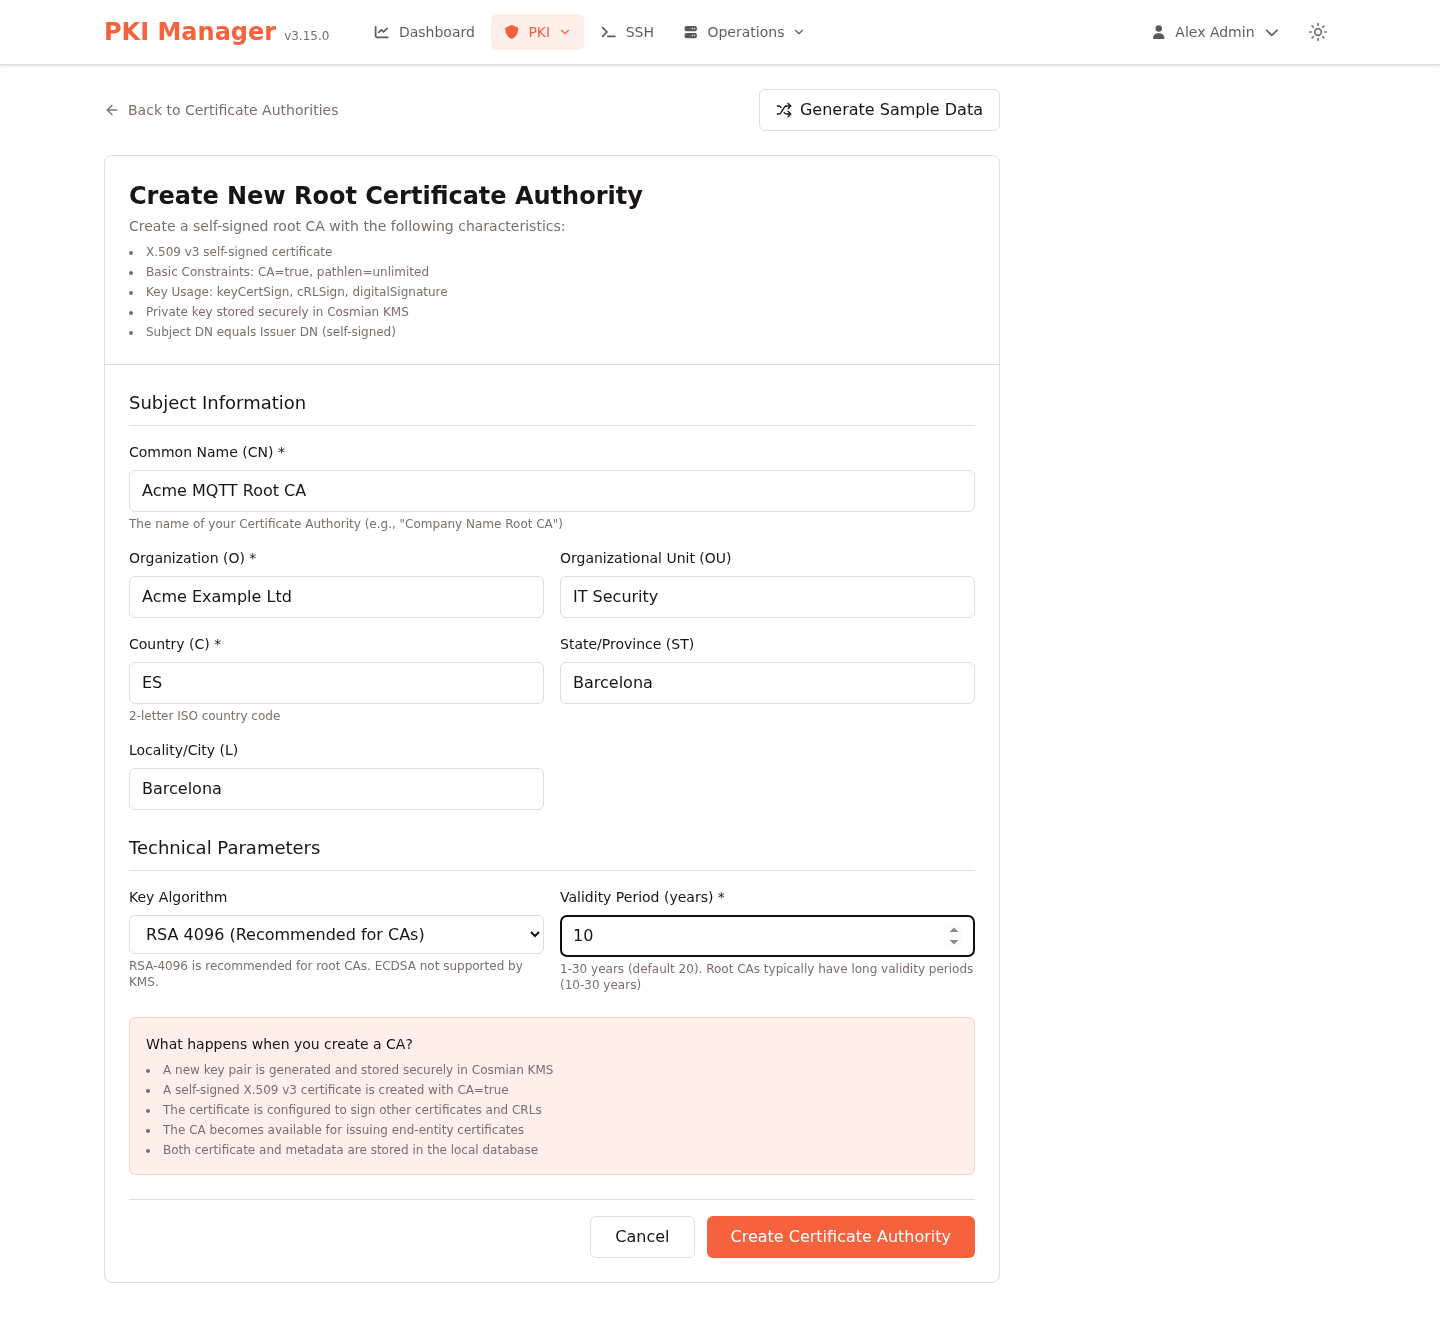 PKI Manager v3.15.0 Dashboard PKI SSH Operations Alex Admin
Back to Certificate Authorities
Generate Sample Data
Create New Root Certificate Authority
Create a self-signed root CA with the following characteristics:
• X.509 v3 self-signed certificate
• Basic Constraints: CA=true, pathlen=unlimited
• Key Usage: keyCertSign, cRLSign, digitalSignature
• Private key stored securely in Cosmian KMS
• Subject DN equals Issuer DN (self-signed)
Subject Information
Common Name (CN) *
Acme MQTT Root CA
The name of your Certificate Authority (e.g., "Company Name Root CA")
Organization (O) *
Acme Example Ltd
Organizational Unit (OU)
IT Security
Country (C) *
ES
2-letter ISO country code
State/Province (ST)
Barcelona
Locality/City (L)
Barcelona
Technical Parameters
Key Algorithm
RSA 4096 (Recommended for CAs)
RSA-4096 is recommended for root CAs. ECDSA not supported by
KMS.
Validity Period (years) *
10
1-30 years (default 20). Root CAs typically have long validity periods
(10-30 years)
What happens when you create a CA?
• A new key pair is generated and stored securely in Cosmian KMS
• A self-signed X.509 v3 certificate is created with CA=true
• The certificate is configured to sign other certificates and CRLs
• The CA becomes available for issuing end-entity certificates
• Both certificate and metadata are stored in the local database
Cancel
Create Certificate Authority